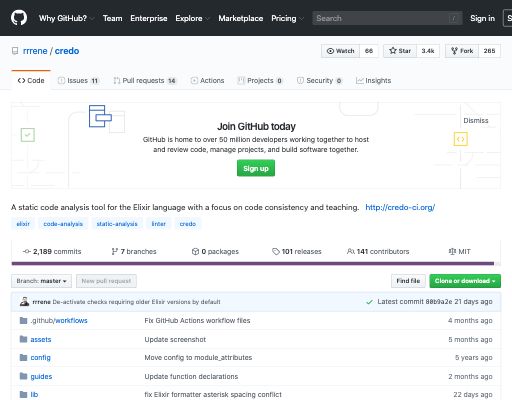 Why GitHub? Team Enterprise Explore Marketplace Pricing Search / Sign in S
rrrene / credo Watch 66 Star 3.4k Fork 265
Code Issues 11 Pull requests 14 Actions Projects 0 Security 0 Insights
Dismiss
Join GitHub today
GitHub is home to over 50 million developers working together to host
and review code, manage projects, and build software together.
Sign up
A static code analysis tool for the Elixir language with a focus on code consistency and teaching. http://credo-ci.org/
elixir code-analysis static-analysis linter credo
2,189 commits 7 branches 0 packages 101 releases 141 contributors MIT
Branch: master New pull request Find file Clone or download
rrrene De-activate checks requiring older Elixir versions by default Latest commit 80b9a2e 21 days ago
.github/workflows Fix GitHub Actions workflow files 4 months ago
assets Update screenshot 5 months ago
config Move config to module_attributes 5 years ago
guides Update function declarations 2 months ago
lib fix Elixir formatter asterisk spacing conflict 22 days ago